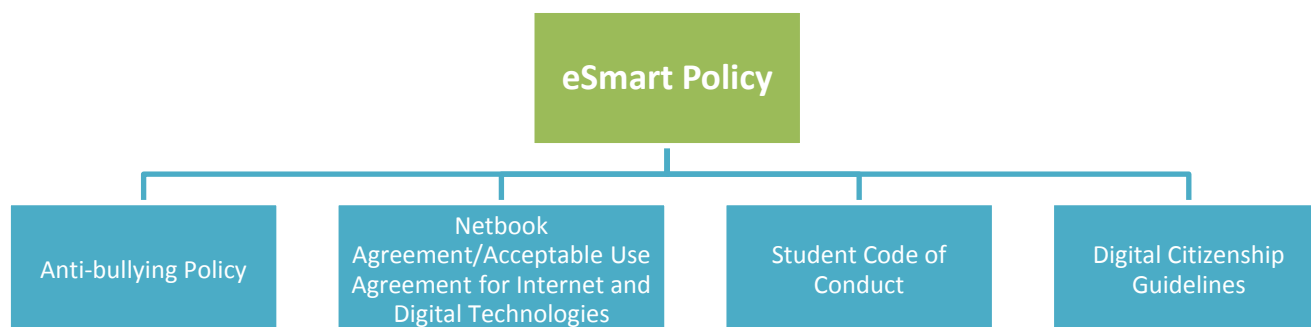 eSmart Policy
Anti-bullying Policy
Netbook
Agreement/Acceptable Use
Agreement for Internet and
Digital Technologies
Student Code of
Conduct
Digital Citizenship
Guidelines